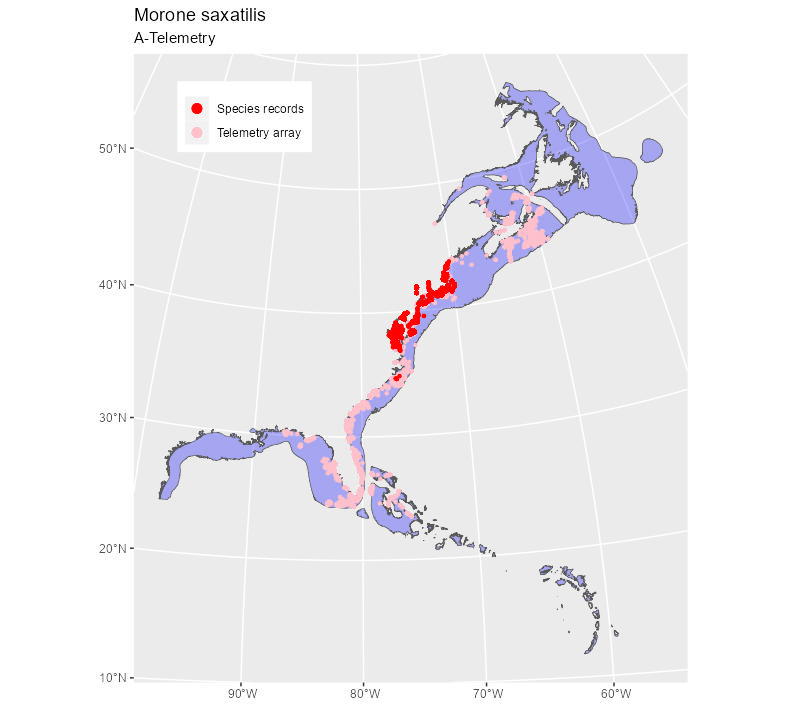 Morone saxatilis
A-Telemetry
Species records
Telemetry array
50°N
40°N
30°N
20°N
10°N
90°W 80°W 70°W 60°W